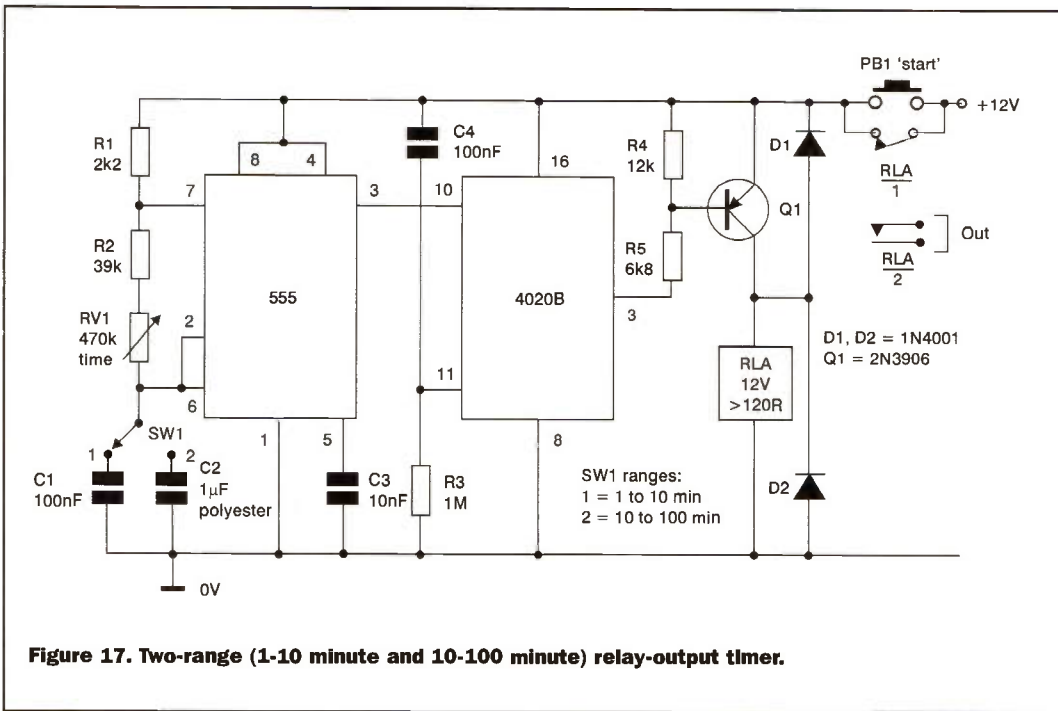 PB1 'start'
+12V
R1
2k2
8
4
C4
100nF
16
R4
12k
D1
RLA
1
7
3
10
Q1
R2
39k
R5
6k8
Out
RLA
2
555
4020B
RV1
470k
time
2
3
D1, D2 = 1N4001
Q1 = 2N3906
RLA
12V
>120R
11
6
SW1
1
2
1
5
8
C1
100nF
C2
1µF
polyester
C3
10nF
R3
1M
SW1 ranges:
1 = 1 to 10 min
2 = 10 to 100 min
D2
0V
Figure 17. Two-range (1-10 minute and 10-100 minute) relay-output timer.